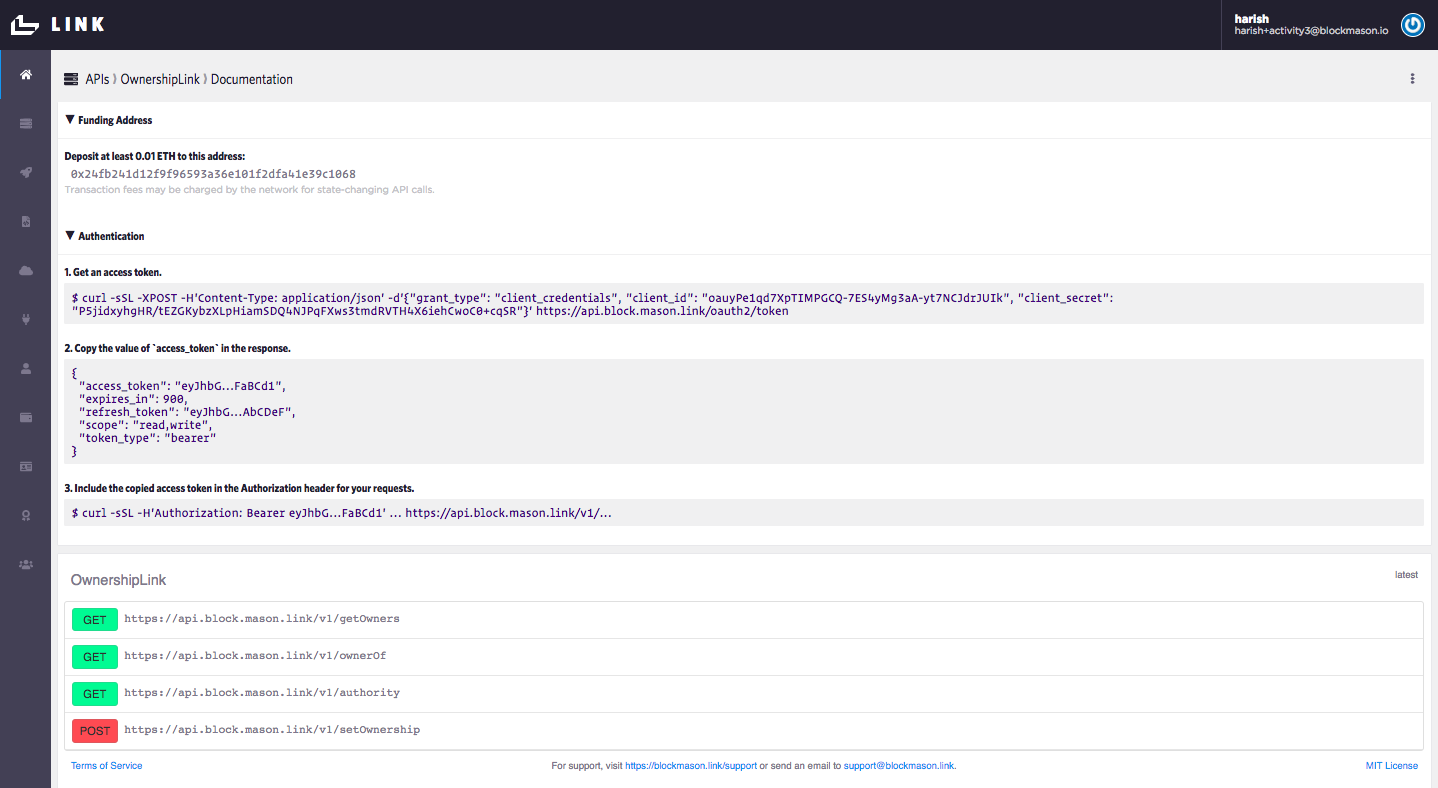 LINK
harish
harish+activity3@blockmason.io
APIs ⟩ OwnershipLink ⟩ Documentation
▼ Funding Address
Deposit at least 0.01 ETH to this address:
0x24fb241d12f9f96593a36e101f2dfa41e39c1068
Transaction fees may be charged by the network for state-changing API calls.
▼ Authentication
1. Get an access token.
$ curl -sSL -XPOST -H'Content-Type: application/json' -d'{"grant_type": "client_credentials", "client_id": "oauyPe1qd7XpTIMPGCQ-7ES4yMg3aA-yt7NCJdrJUIk", "client_secret":
"P5jidxyhgHR/tEZGKybzXLpHiamSDQ4NJPqFXws3tmdRVTH4X6iehCwoC0+cqSR"}' https://api.block.mason.link/oauth2/token
2. Copy the value of `access_token` in the response.
{
"access_token": "eyJhbG...FaBCd1",
"expires_in": 900,
"refresh_token": "eyJhbG...AbCDeF",
"scope": "read,write",
"token_type": "bearer"
}
3. Include the copied access token in the Authorization header for your requests.
$ curl -sSL -H'Authorization: Bearer eyJhbG...FaBCd1' ... https://api.block.mason.link/v1/...
OwnershipLink
latest
GET https://api.block.mason.link/v1/getOwners
GET https://api.block.mason.link/v1/ownerOf
GET https://api.block.mason.link/v1/authority
POST https://api.block.mason.link/v1/setOwnership
Terms of Service
For support, visit https://blockmason.link/support or send an email to support@blockmason.link.
MIT License